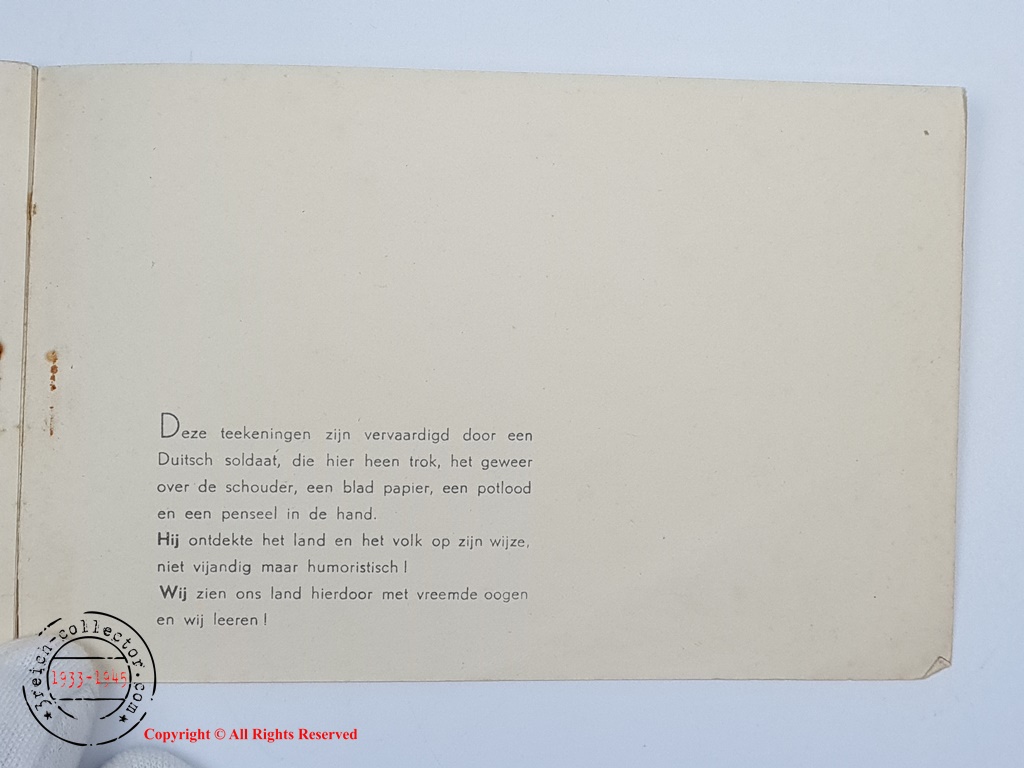 Deze teekeningen zijn vervaardigd door een
Duitsch soldaat, die hier heen trok, het geweer
over de schouder, een blad papier, een potlood
en een penseel in de hand.
Hij ontdekte het land en het volk op zijn wijze,
niet vijandig maar humoristisch !
Wij zien ons land hierdoor met vreemde oogen
en wij leeren !
3reich-collector.com
1933-1945
Copyright © All Rights Reserved